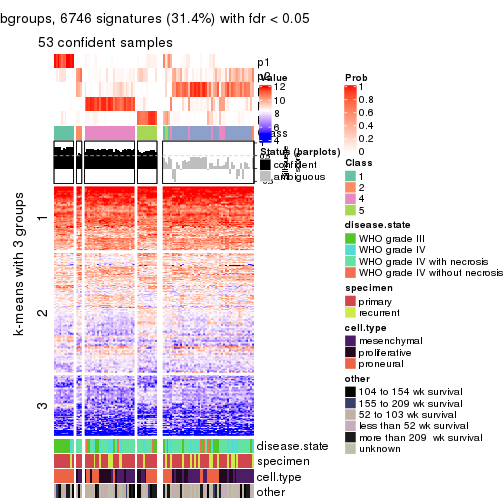 bgroups, 6746 signatures (31.4%) with fdr < 0.05
53 confident samples
p1
Value
12
10
8
6
4
Prob
1
0.8
0.6
0.4
0.2
0
Status (barplots)
confident
ambiguous
Class
1
2
4
5
k-means with 3 groups
1
2
3
disease.state
WHO grade III
WHO grade IV
WHO grade IV with necrosis
WHO grade IV without necrosis
specimen
primary
recurrent
cell.type
mesenchymal
proliferative
proneural
other
104 to 154 wk survival
155 to 209 wk survival
52 to 103 wk survival
less than 52 wk survival
more than 209 wk survival
unknown
disease.state
specimen
cell.type
other